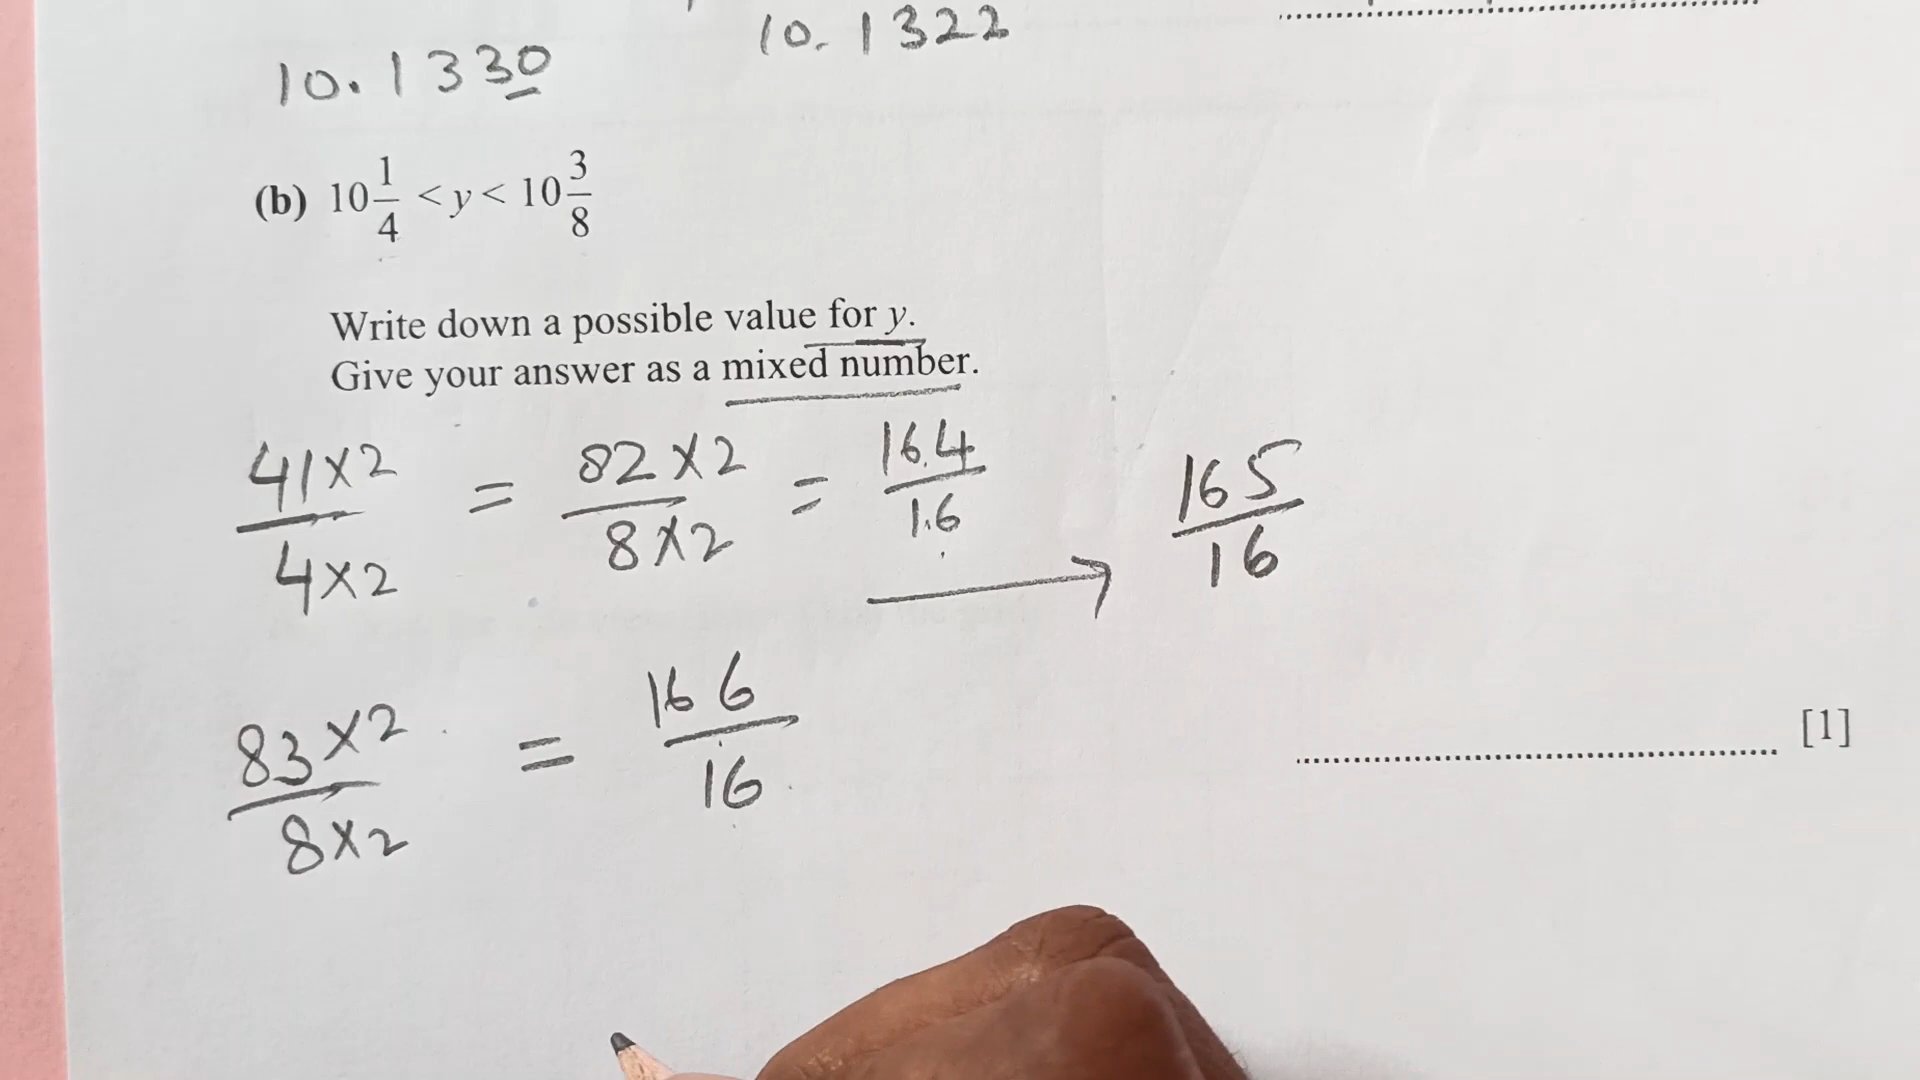 10.1330
10.1322
(b) 10 1/4 < y < 10 3/8
Write down a possible value for y.
Give your answer as a mixed number.
41×2/4×2 = 82×2/8×2 = 164/16 → 165/16
83×2/8×2 = 166/16
[1]